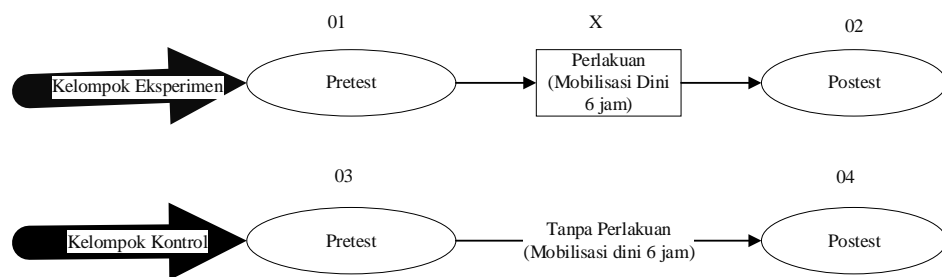 01
X
02
Kelompok Eksperimen
Pretest
Perlakuan
(Mobilisasi Dini
6 jam)
Postest
03
04
Kelompok Kontrol
Pretest
Tanpa Perlakuan
(Mobilisasi dini 6 jam)
Postest